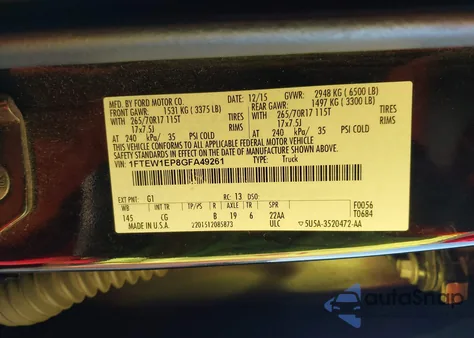 MFD. BY FORD MOTOR CO.
DATE: 12/15 GVWR: 2948 KG (6500 LB)
FRONT GAWR: 1531 KG (3375 LB) REAR GAWR: 1497 KG (3300 LB)
WITH 265/70R17 115T TIRES WITH 265/70R17 115T TIRES
17x7.5J RIMS 17x7.5J RIMS
AT 240 kPa/ 35 PSI COLD AT 240 kPa/ 35 PSI COLD
THIS VEHICLE CONFORMS TO ALL APPLICABLE FEDERAL MOTOR VEHICLE
SAFETY AND THEFT PREVENTION STANDARDS IN EFFECT ON THE DATE OF MANUFACTURE SHOWN ABOVE.
VIN: 1FTEW1EP8GFA49261 TYPE: Truck
F0056
T0684
EXT PNT: G1 RC: 13 DSO:
WB INT TR TP/PS R AXLE TR SPR
145 CG B 19 6 22AA
MADE IN U.S.A. 2201512085873 ULC 5U5A-3520472-AA
autoSnap